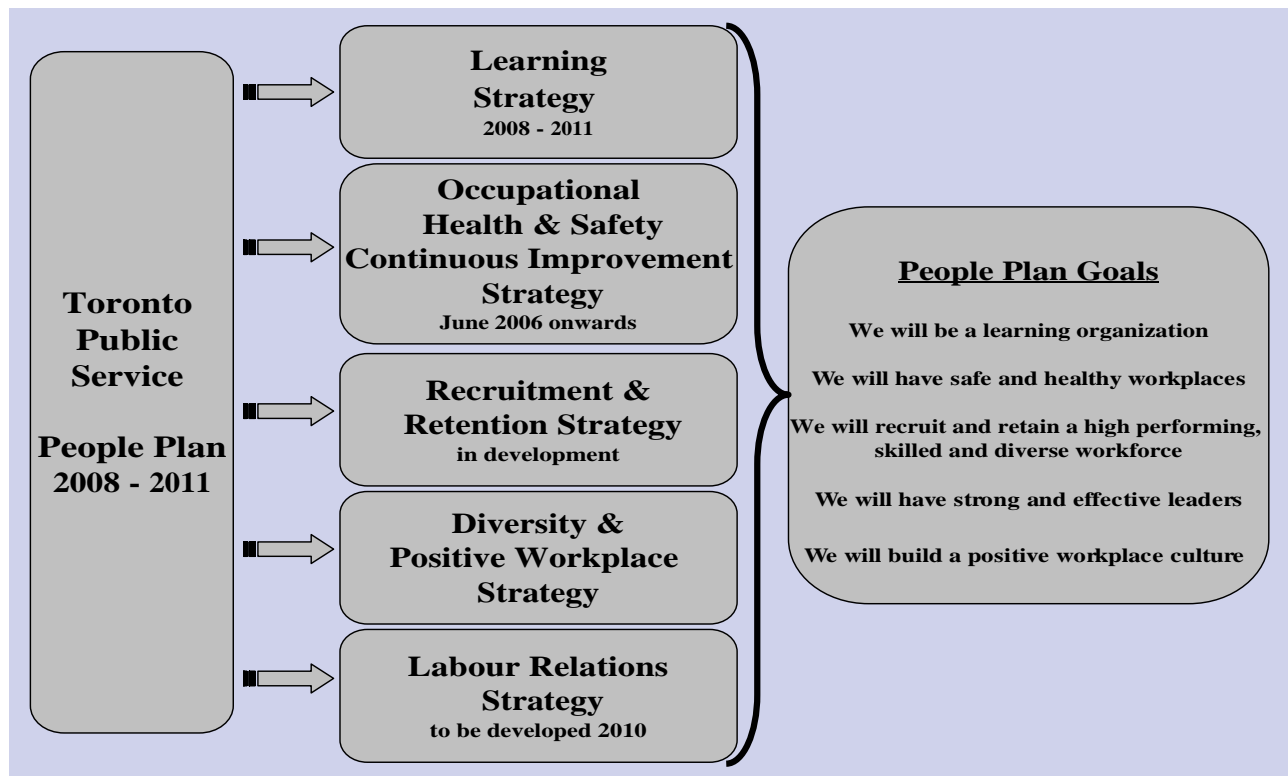 Toronto
Public
Service
People Plan
2008 - 2011
Learning
Strategy
2008 - 2011
Occupational
Health & Safety
Continuous Improvement
Strategy
June 2006 onwards
Recruitment &
Retention Strategy
in development
Diversity &
Positive Workplace
Strategy
Labour Relations
Strategy
to be developed 2010
People Plan Goals
We will be a learning organization
We will have safe and healthy workplaces
We will recruit and retain a high performing,
skilled and diverse workforce
We will have strong and effective leaders
We will build a positive workplace culture